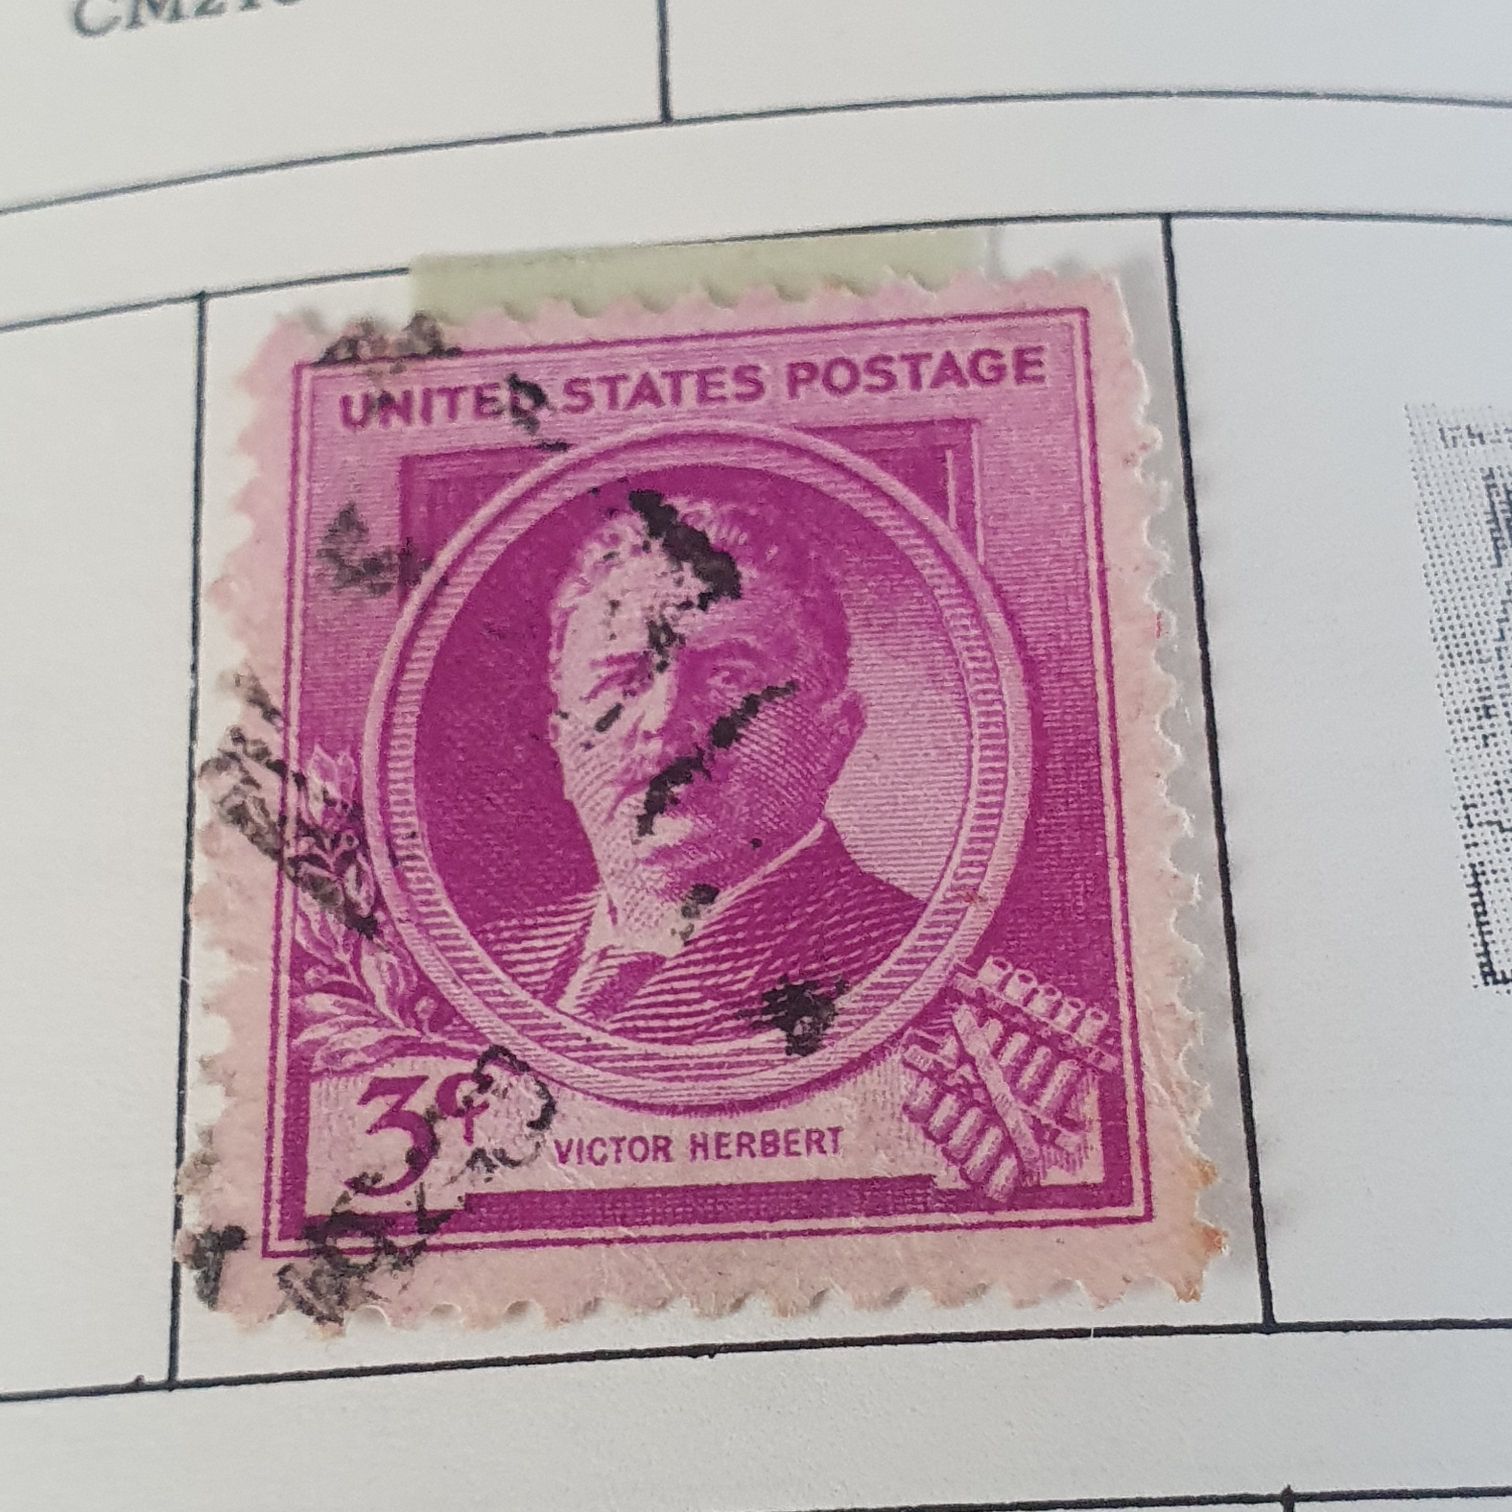 UNITED STATES POSTAGE
3¢
VICTOR HERBERT